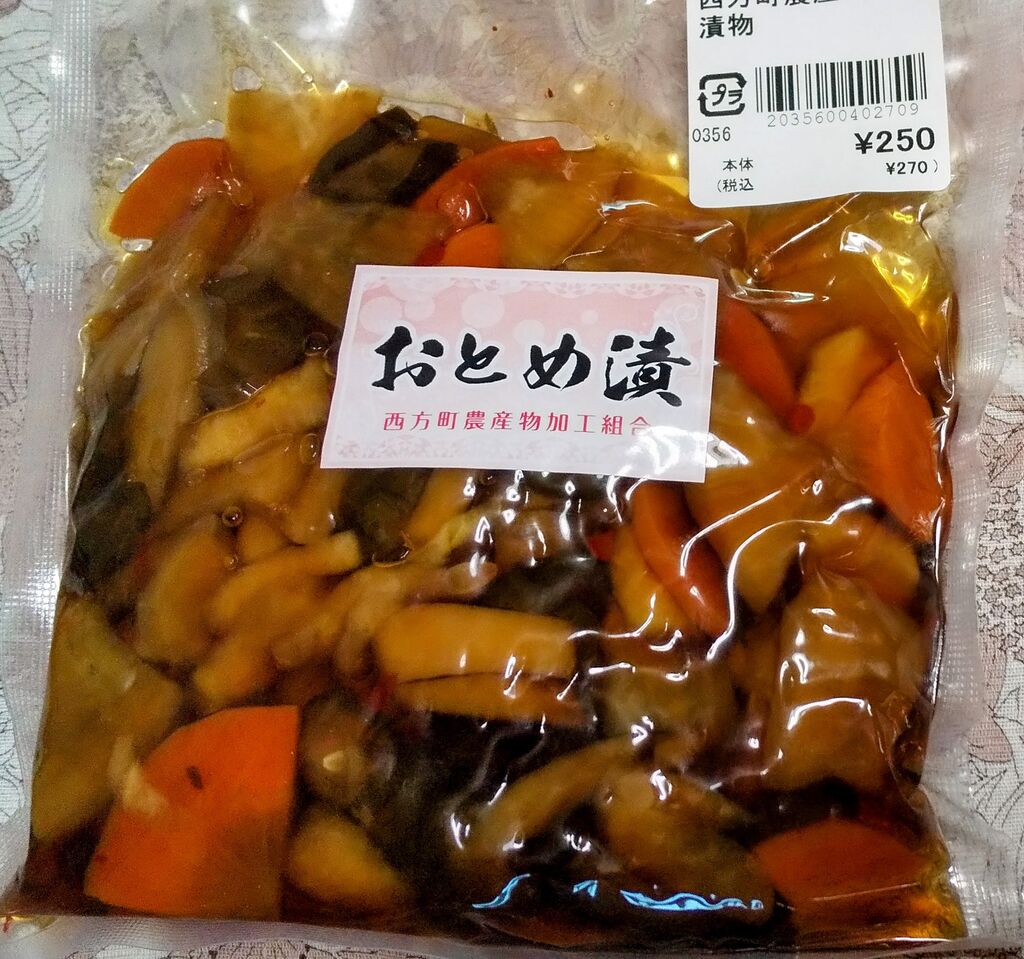 西方町農産
漬物
プラ
2035600402709
0356
¥250
本体
¥270)
(税込
おとめ漬
西方町農産物加工組合